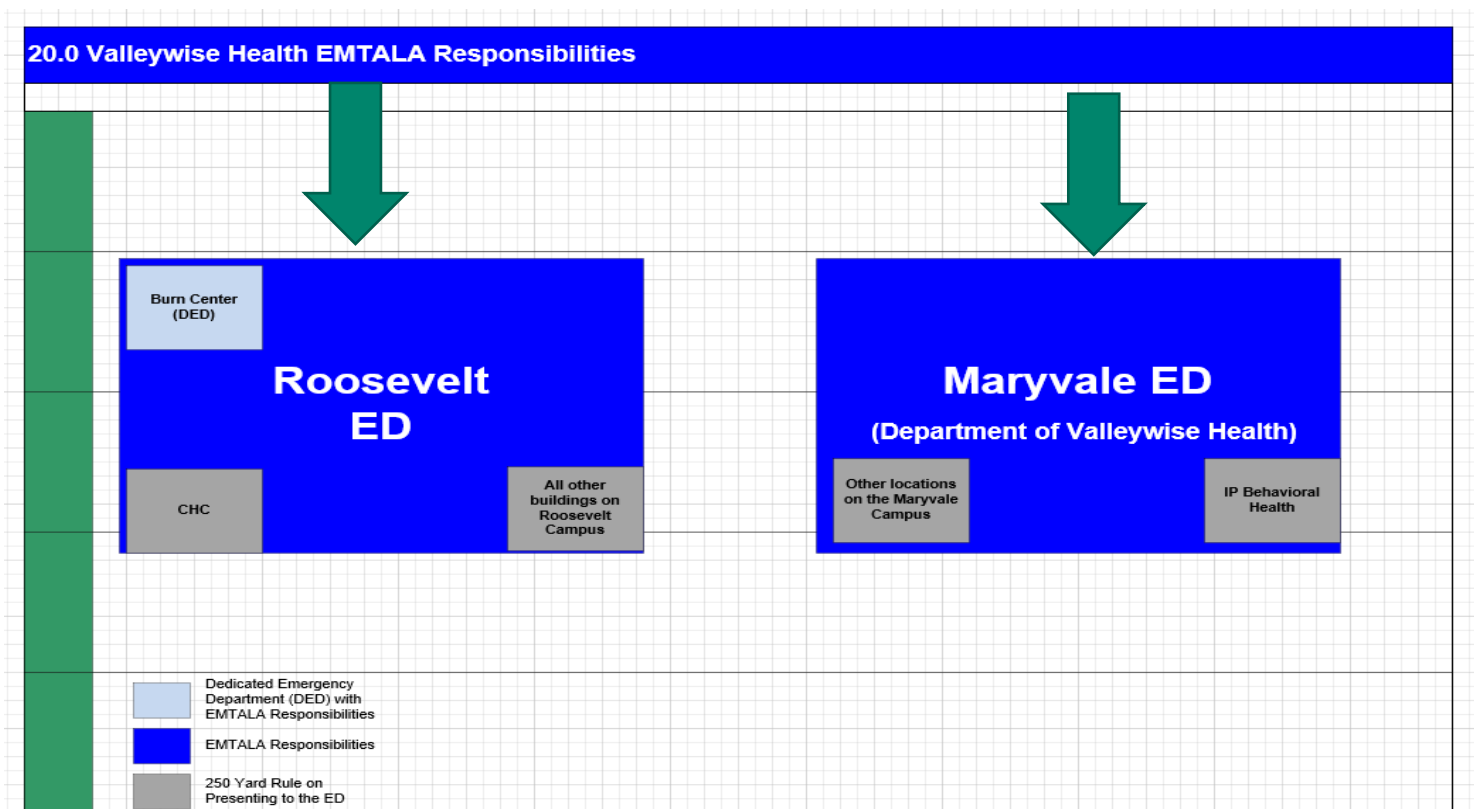 20.0 Valleywise Health EMTALA Responsibilities
Burn Center
(DED)
Roosevelt
ED
CHC
All other
buildings on
Roosevelt
Campus
Maryvale ED
(Department of Valleywise Health)
Other locations
on the Maryvale
Campus
IP Behavioral
Health
Dedicated Emergency
Department (DED) with
EMTALA Responsibilities
EMTALA Responsibilities
250 Yard Rule on
Presenting to the ED